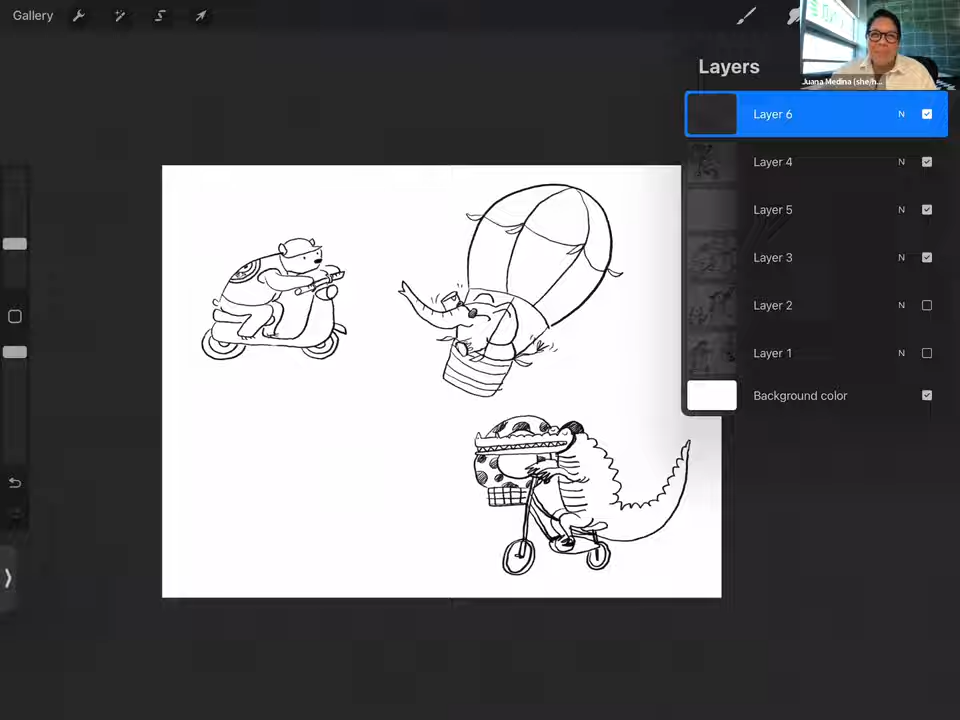 Gallery
Layers
Juana Medina (she/h...
Layer 6 N
Layer 4 N
Layer 5 N
Layer 3 N
Layer 2 N
Layer 1 N
Background color